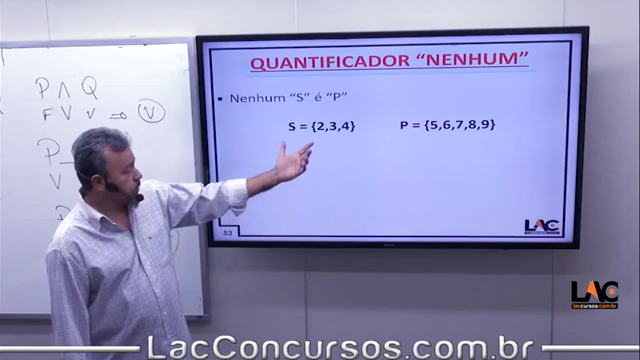 P ∧ Q
F V V ⇒ V
P
V
QUANTIFICADOR “NENHUM”
• Nenhum “S” é “P”
S = {2,3,4} P = {5,6,7,8,9}
53
LAC
LAC
laccursos.com.br
LacConcursos.com.br